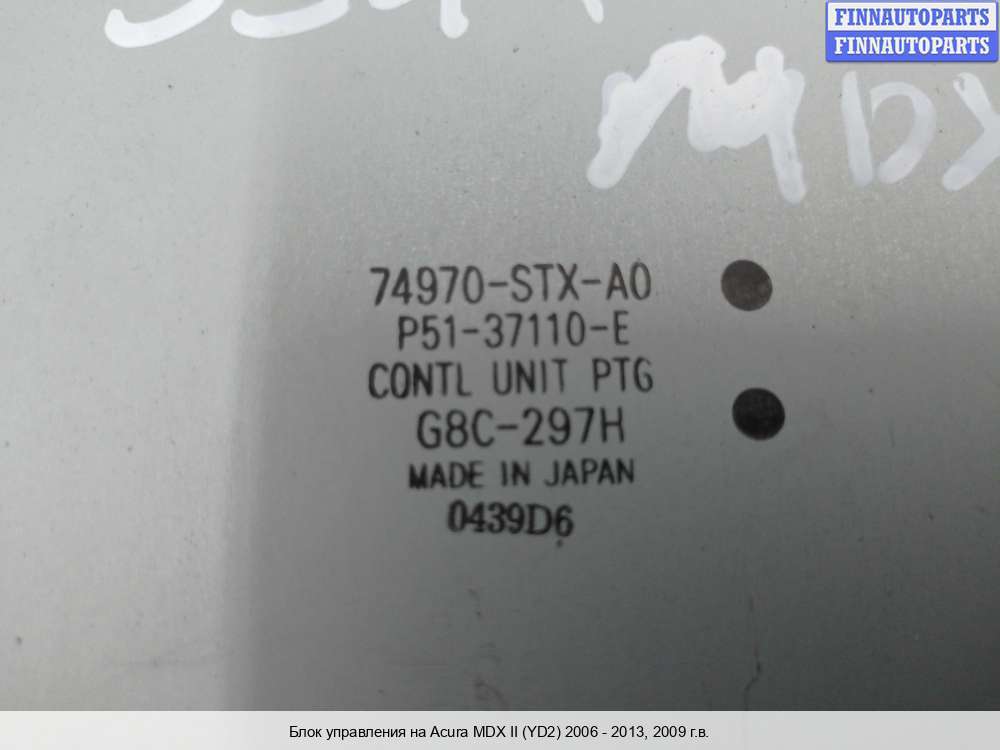 FINNAUTOPARTS
FINNAUTOPARTS
MDX
74970-STX-A0
P51-37110-E
CONTL UNIT PTG
G8C-297H
MADE IN JAPAN
0439D6
Блок управления на Acura MDX II (YD2) 2006 - 2013, 2009 г.в.